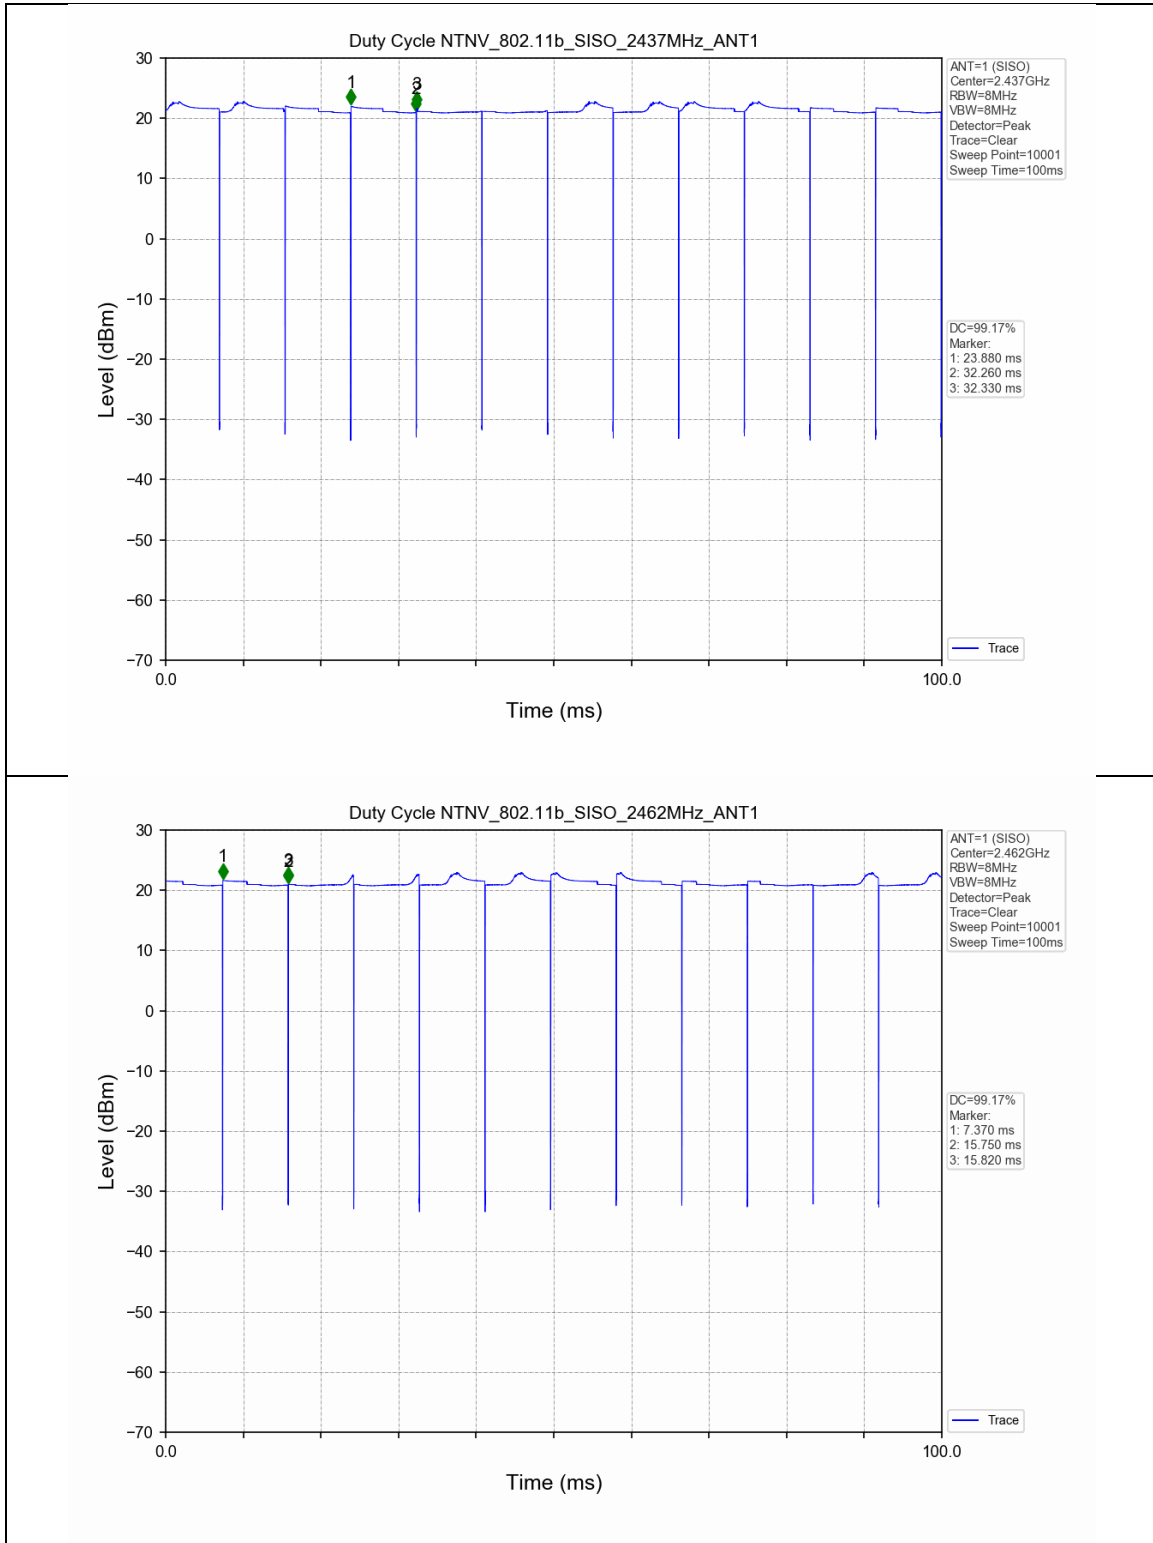 Duty Cycle NTNV_802.11b_SISO_2437MHz_ANT1
30
20
10
0
−10
−20
−30
−40
−50
−60
−70
Level (dBm)
1
2
3
0.0
100.0
Time (ms)
ANT=1 (SISO)
Center=2.437GHz
RBW=8MHz
VBW=8MHz
Detector=Peak
Trace=Clear
Sweep Point=10001
Sweep Time=100ms
DC=99.17%
Marker:
1: 23.880 ms
2: 32.260 ms
3: 32.330 ms
Trace
Duty Cycle NTNV_802.11b_SISO_2462MHz_ANT1
30
20
10
0
−10
−20
−30
−40
−50
−60
−70
Level (dBm)
1
2
3
0.0
100.0
Time (ms)
ANT=1 (SISO)
Center=2.462GHz
RBW=8MHz
VBW=8MHz
Detector=Peak
Trace=Clear
Sweep Point=10001
Sweep Time=100ms
DC=99.17%
Marker:
1: 7.370 ms
2: 15.750 ms
3: 15.820 ms
Trace